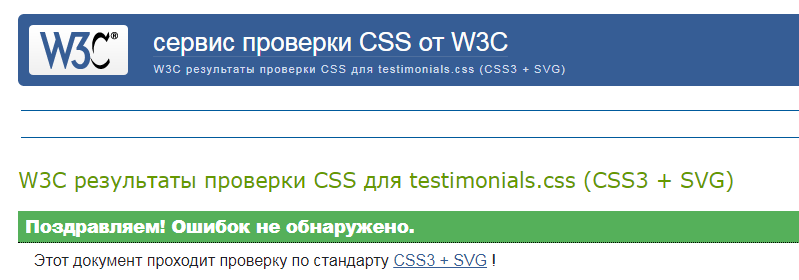 W3C®
сервис проверки CSS от W3C
W3C результаты проверки CSS для testimonials.css (CSS3 + SVG)
W3C результаты проверки CSS для testimonials.css (CSS3 + SVG)
Поздравляем! Ошибок не обнаружено.
Этот документ проходит проверку по стандарту CSS3 + SVG !